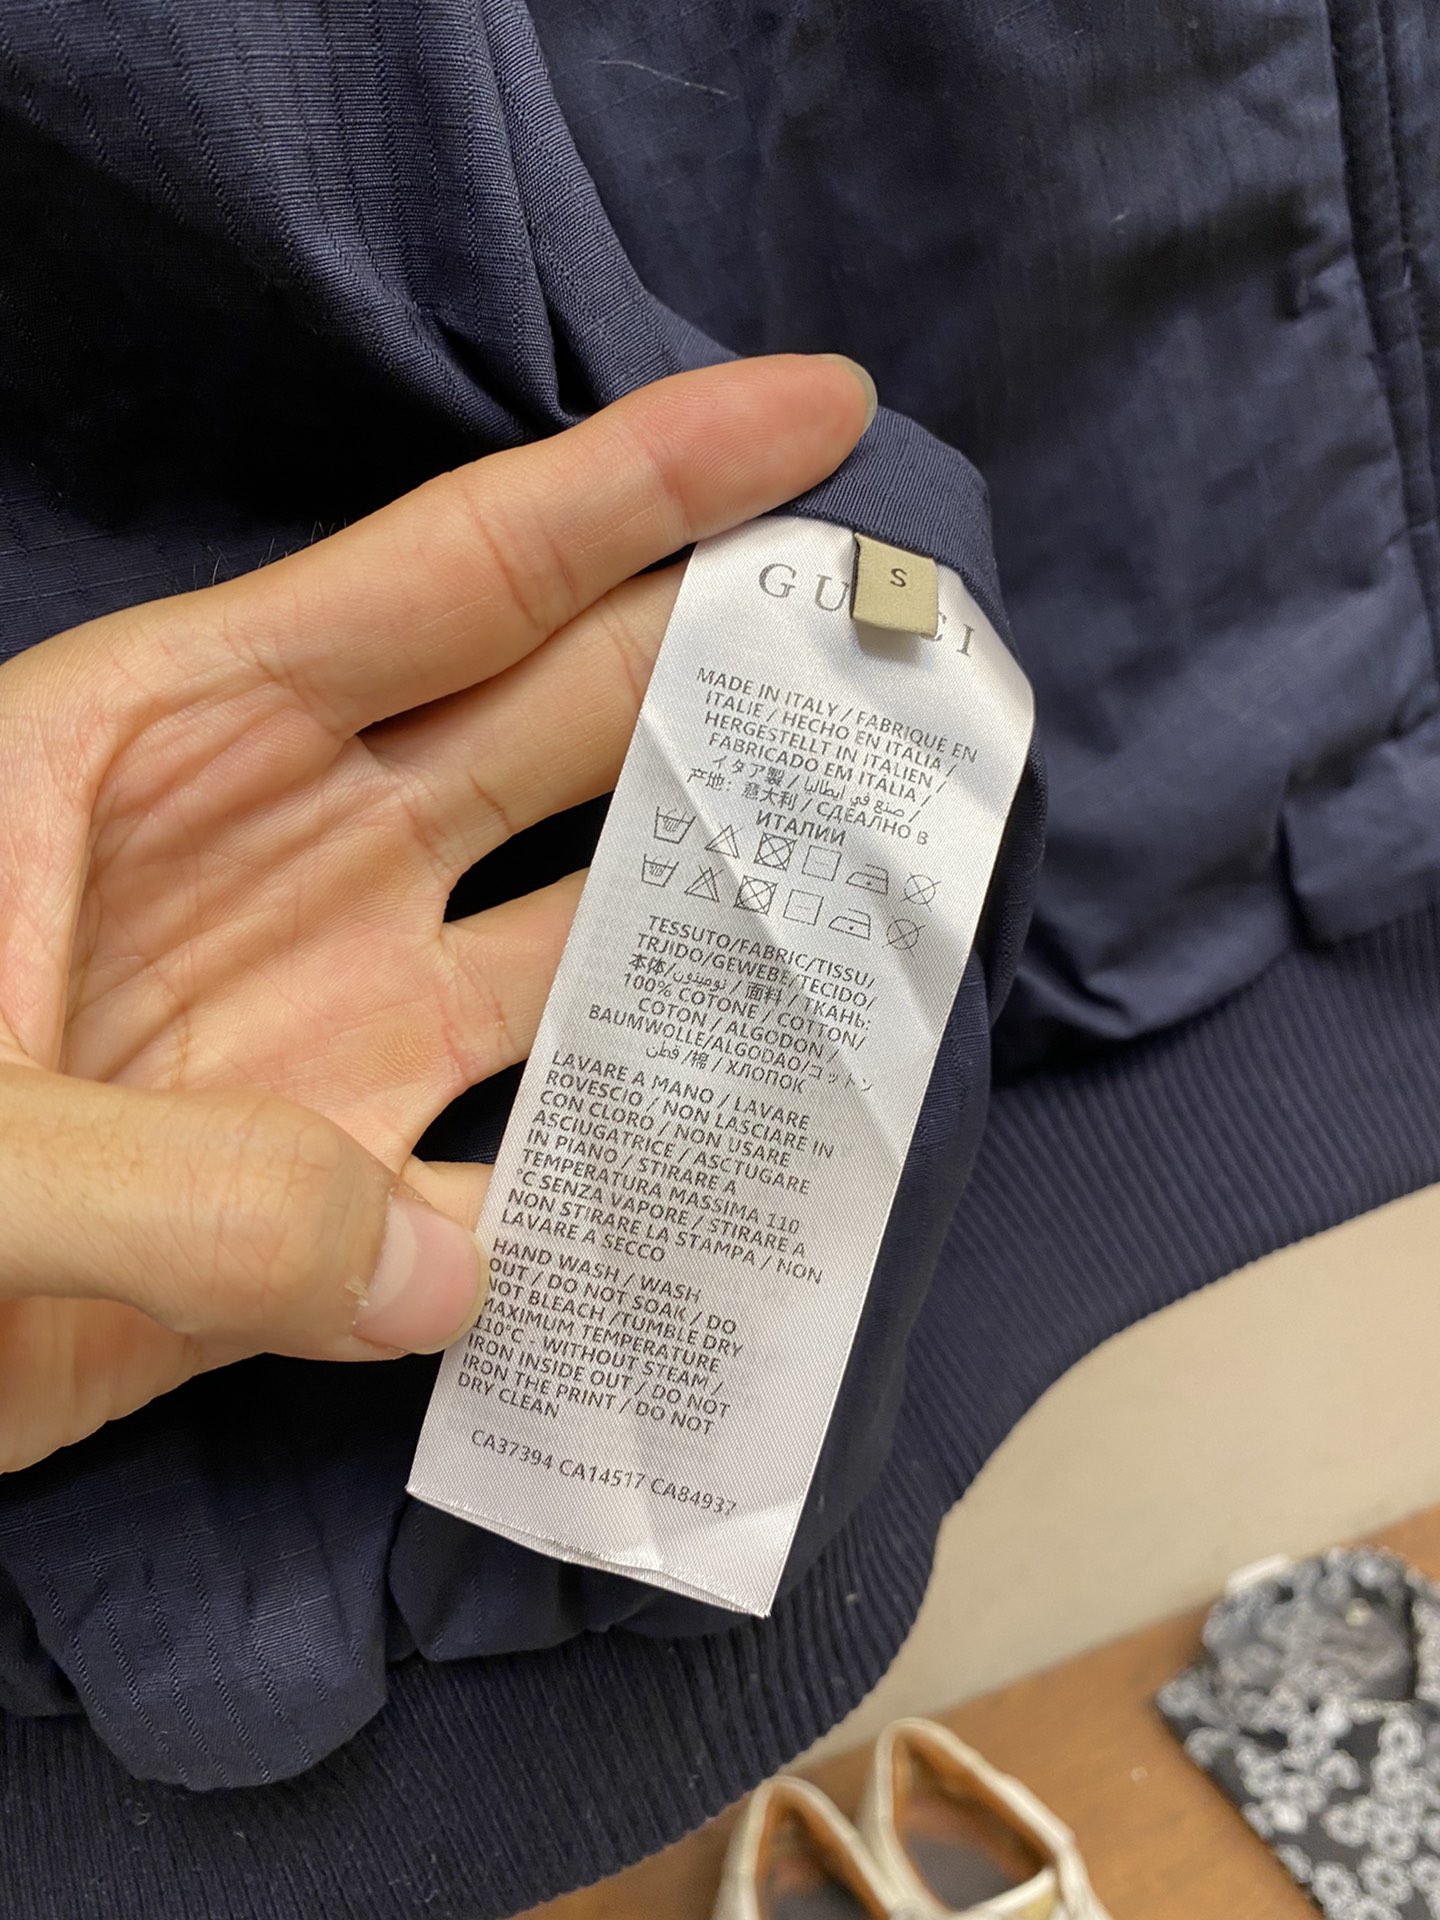 S
GU CI
MADE IN ITALY / FABRIQUÉ EN
ITALIE / HECHO EN ITALIA /
HERGESTELLT IN ITALIEN /
FABRICADO EM ITÁLIA /
イタア製 / صنع في ايطاليا /
产地：意大利 / СДЕАЛНО В
ИТАЛИИ
TESSUTO/FABRIC/TISSU/
TRJIDO/GEWEBE/TECIDO/
本体/نوميتون / 面料 / ТКАНЬ:
100% COTONE / COTTON/
COTON / ALGODON /
BAUMWOLLE/ALGODAO/コットン
قطن /棉 / ХЛОПОК
LAVARE A MANO / LAVARE
ROVESCIO / NON LASCIARE IN
CON CLORO / NON USARE
ASCIUGATRICE / ASCTUGARE
IN PIANO / STIRARE A
TEMPERATURA MASSIMA 110
°C SENZA VAPORE / STIRARE A
NON STIRARE LA STAMPA / NON
LAVARE A SECCO
HAND WASH / WASH
OUT / DO NOT SOAK / DO
NOT BLEACH /TUMBLE DRY
MAXIMUM TEMPERATURE
110°C - WITHOUT STEAM /
IRON INSIDE OUT / DO NOT
IRON THE PRINT / DO NOT
DRY CLEAN
CA37394 CA14517 CA84937